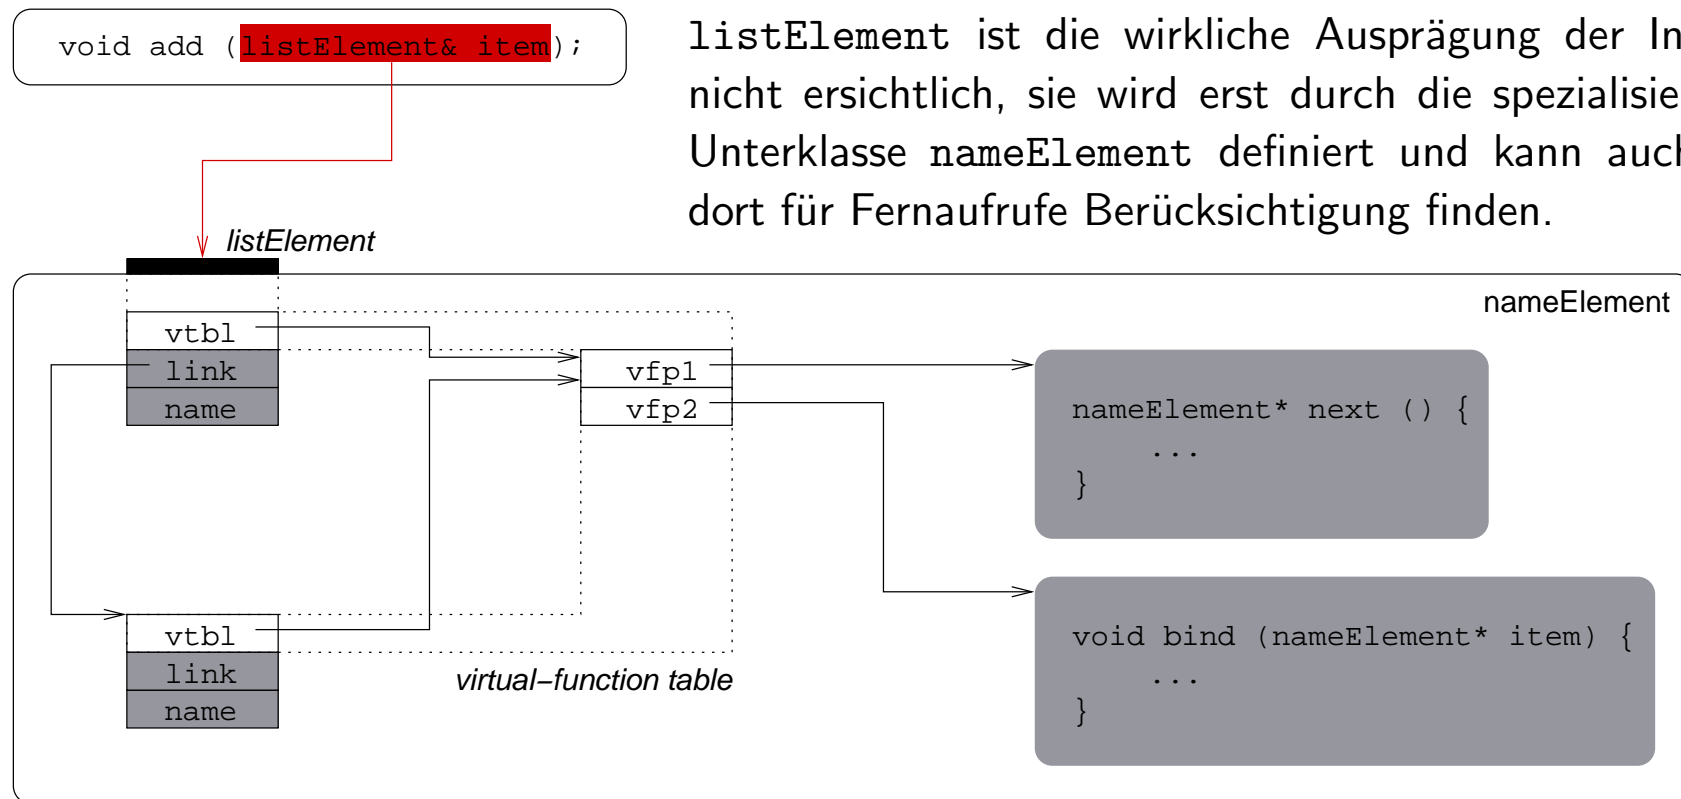 void add (listElement& item);
listElement ist die wirkliche Ausprägung der In
nicht ersichtlich, sie wird erst durch die spezialisie
Unterklasse nameElement definiert und kann auch
dort für Fernaufrufe Berücksichtigung finden.
listElement
nameElement
vtbl
link
name
vfp1
vfp2
nameElement* next () {
...
}
vtbl
link
name
virtual–function table
void bind (nameElement* item) {
...
}